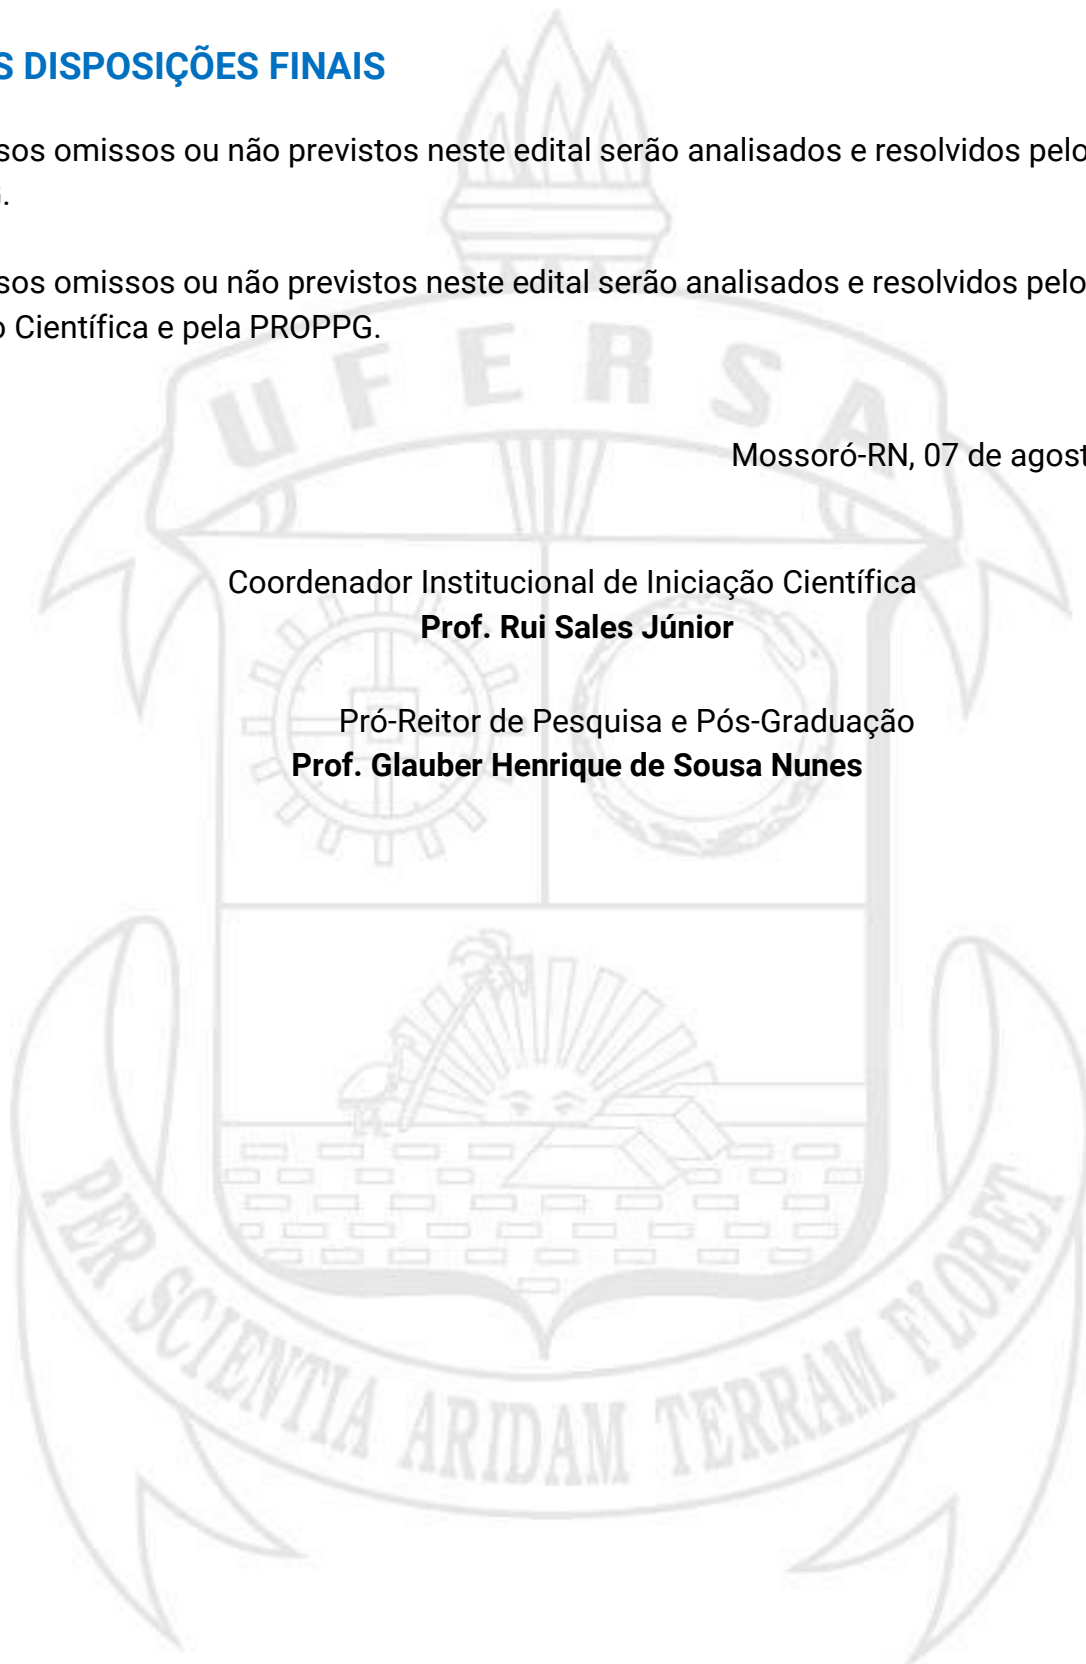 S DISPOSIÇÕES FINAIS
sos omissos ou não previstos neste edital serão analisados e resolvidos pelo
.
sos omissos ou não previstos neste edital serão analisados e resolvidos pelo
o Científica e pela PROPPG.
UFERSA
Mossoró-RN, 07 de agost
Coordenador Institucional de Iniciação Científica
Prof. Rui Sales Júnior
Pró-Reitor de Pesquisa e Pós-Graduação
Prof. Glauber Henrique de Sousa Nunes
PER SCIENTIA ARIDAM TERRAM FLORET